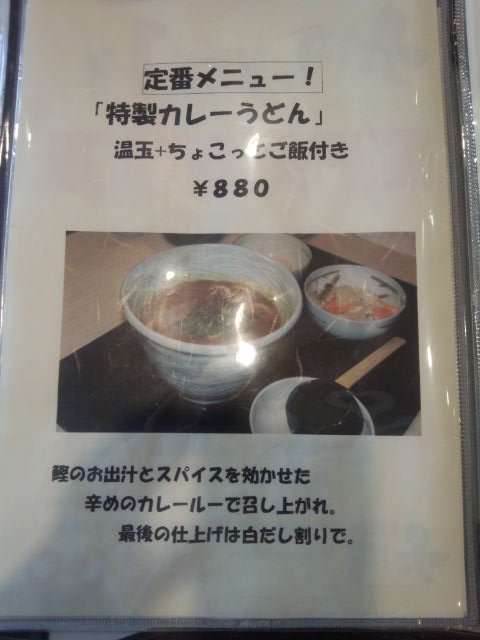 定番メニュー！
「特製カレーうどん」
温玉+ちょこっとご飯付き
￥880
鰹のお出汁とスパイスを効かせた
辛めのカレールーで召し上がれ。
最後の仕上げは白だし割りで。